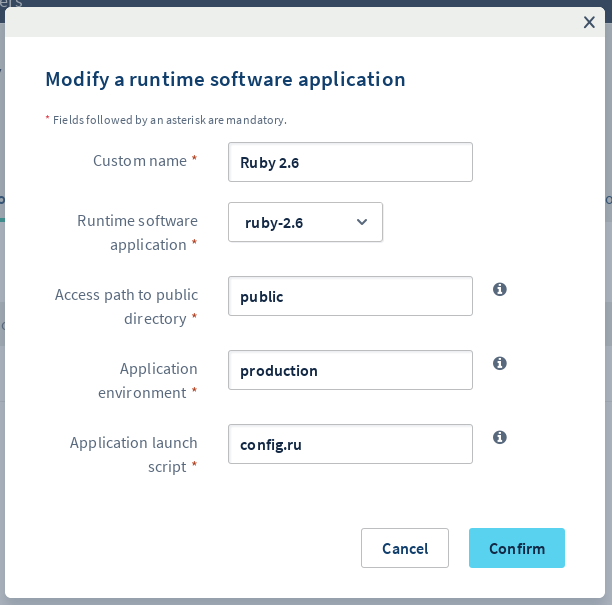 Modify a runtime software application
* Fields followed by an asterisk are mandatory.
Custom name *
Ruby 2.6
Runtime software
application *
ruby-2.6
Access path to public
directory *
public
Application
environment *
production
Application launch
script *
config.ru
Cancel
Confirm